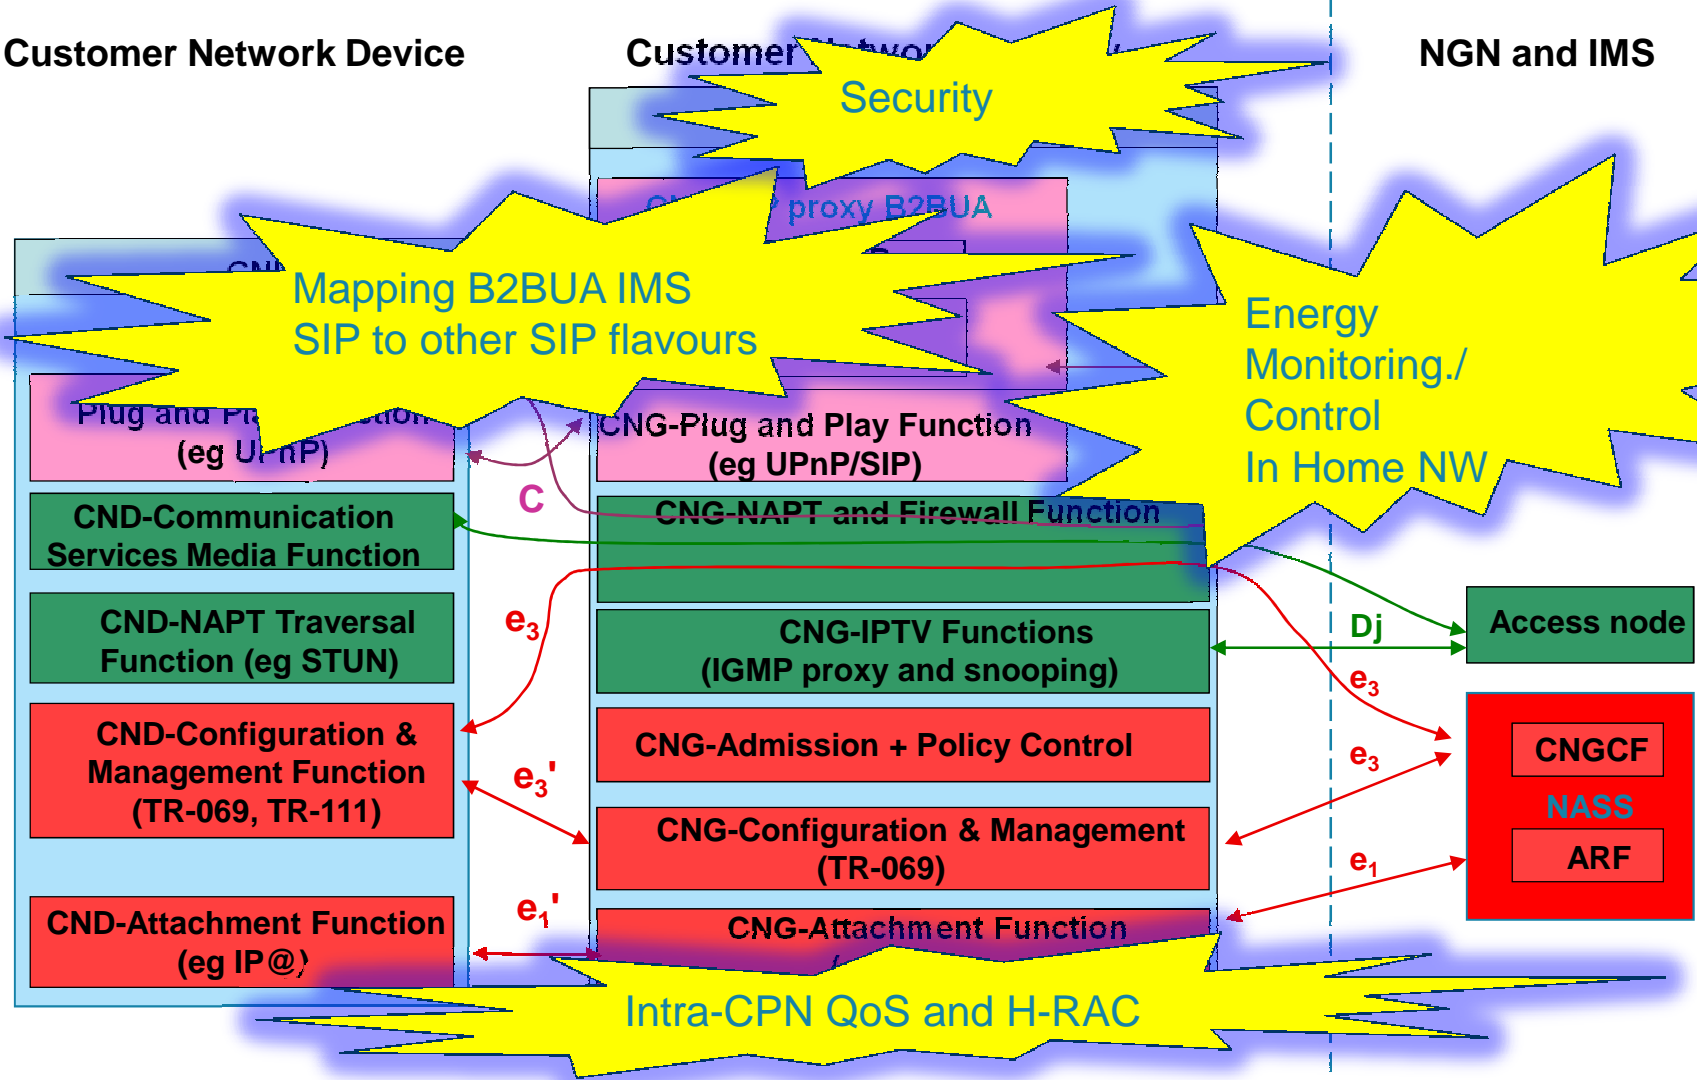 Customer Network Device
Customer
NGN and IMS
Security
proxy B2BUA
Mapping B2BUA IMS
SIP to other SIP flavours
Energy
Monitoring./
Control
In Home NW
Plug and
(eg UPnP)
C
CNG-Plug and Play Function
(eg UPnP/SIP)
CND-Communication
Services Media Function
CNG-NAPT and Firewall Function
CND-NAPT Traversal
Function (eg STUN)
e3
CNG-IPTV Functions
(IGMP proxy and snooping)
Dj
Access node
e3
CND-Configuration &
Management Function
(TR-069, TR-111)
CNG-Admission + Policy Control
e3
CNGCF
NASS
ARF
e3'
CNG-Configuration & Management
(TR-069)
e1
CND-Attachment Function
(eg IP@)
e1'
CNG-Attachment Function
Intra-CPN QoS and H-RAC